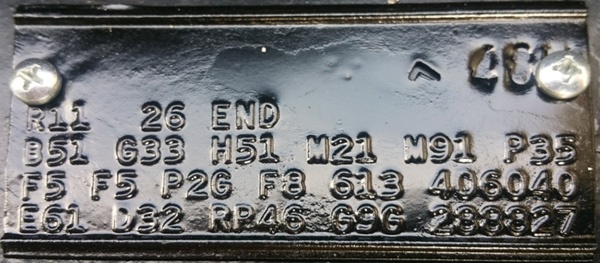 R11 26 END
B51 G33 H51 M21 M91 P35
F5 F5 P2G F8 613 406040
E61 D32 RP46 G9G